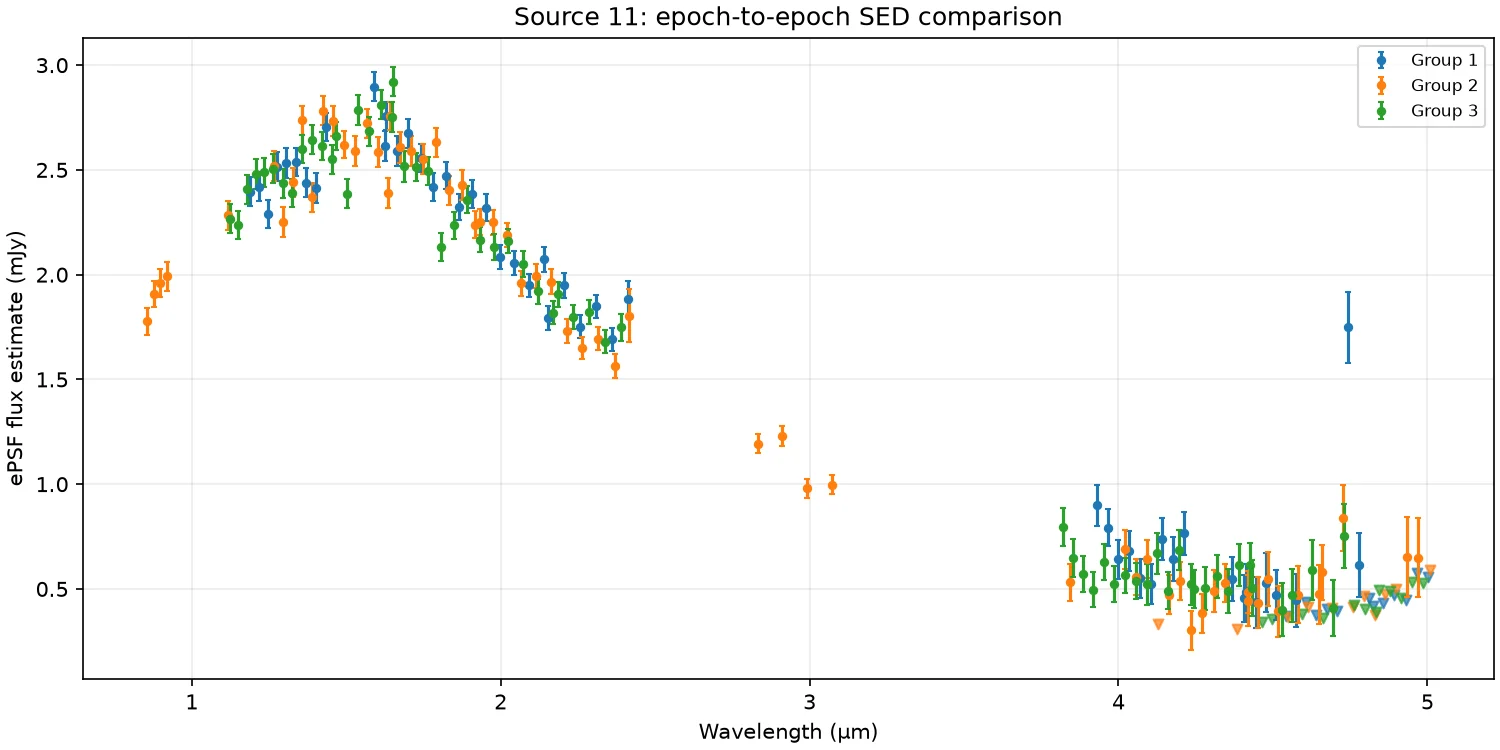 Source 11: epoch-to-epoch SED comparison
Group 1
Group 2
Group 3
ePSF flux estimate (mJy)
3.0
2.5
2.0
1.5
1.0
0.5
1 2 3 4 5
Wavelength (μm)